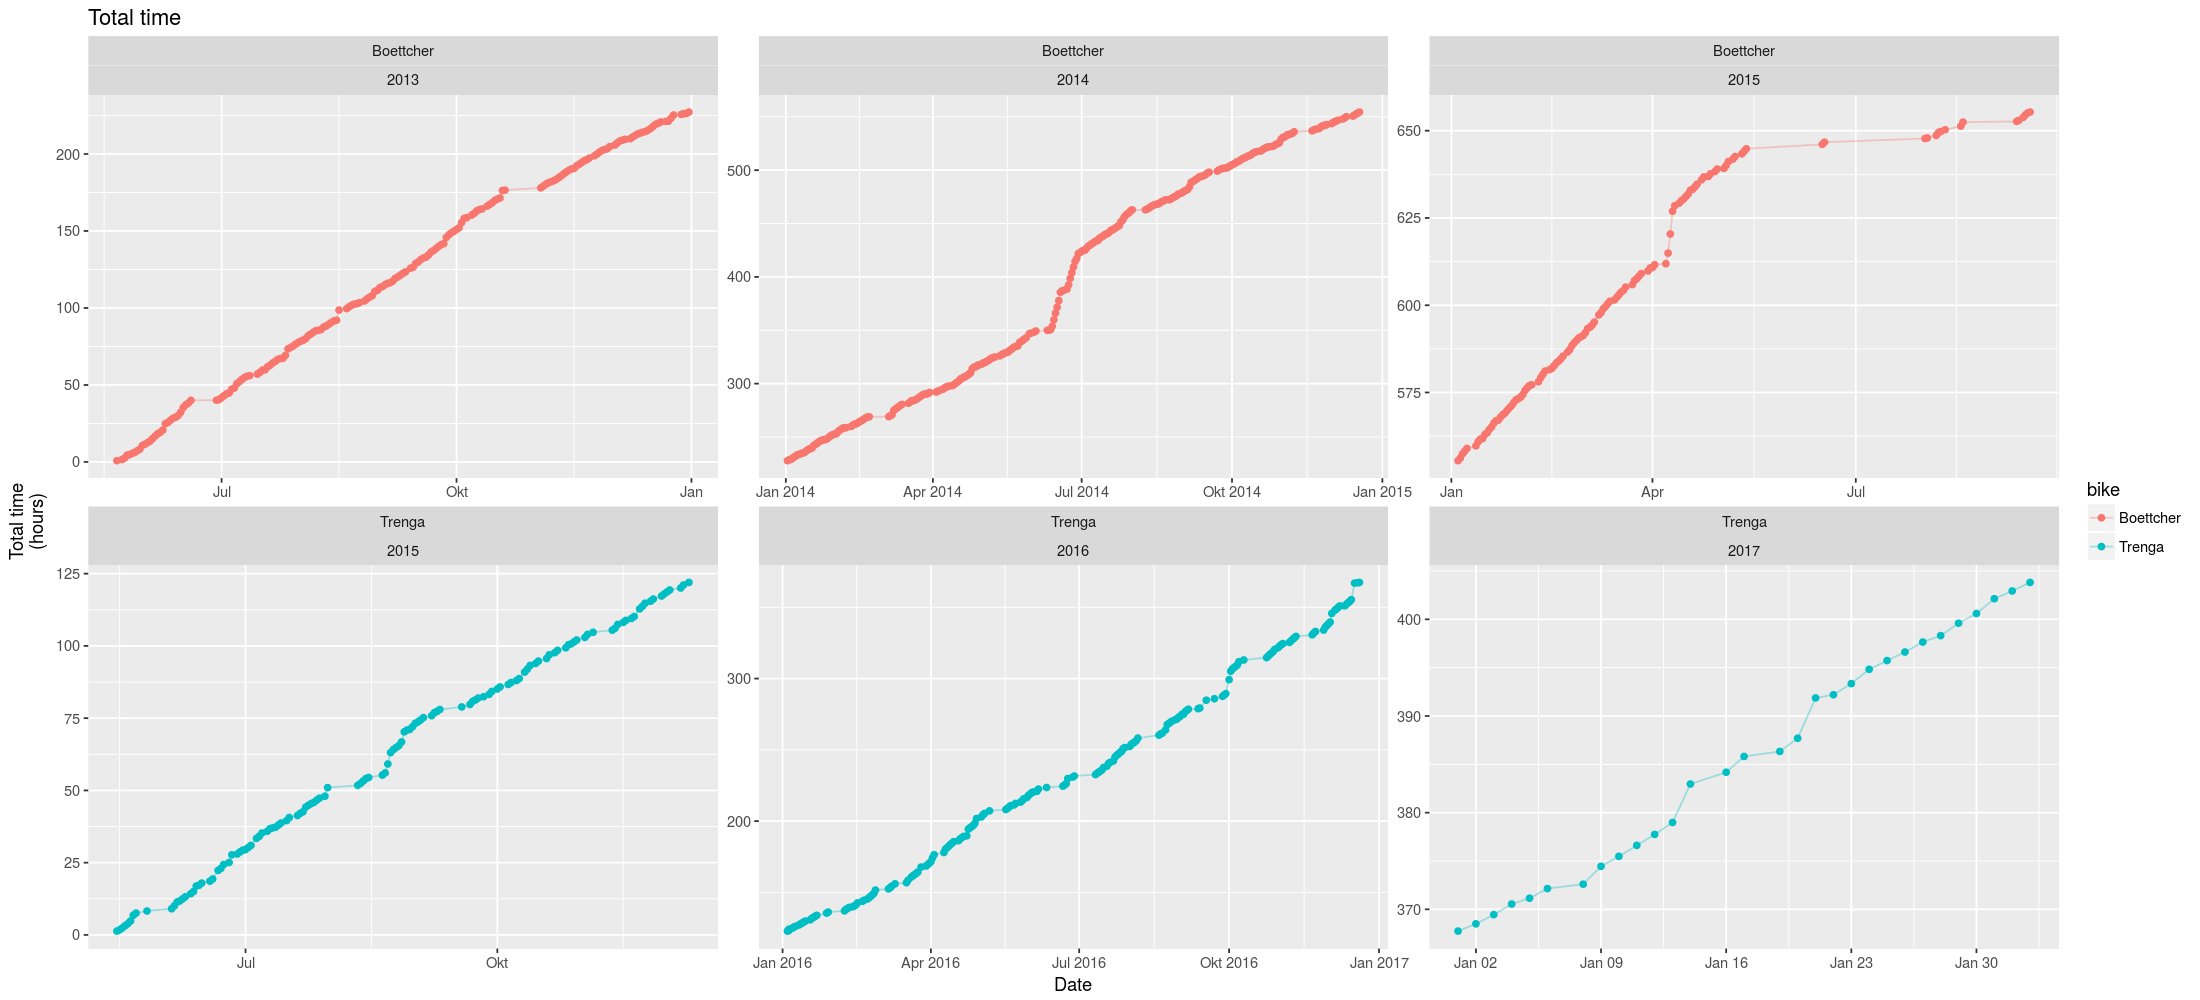 Total time
Boettcher
2013
Boettcher
2014
Boettcher
2015
200
150
100
50
0
Jul
Okt
Jan
500
400
300
Jan 2014
Apr 2014
Jul 2014
Okt 2014
Jan 2015
650
625
600
575
Jan
Apr
Jul
Total time
(hours)
Trenga
2015
Trenga
2016
Trenga
2017
125
100
75
50
25
0
Jul
Okt
300
200
Jan 2016
Apr 2016
Jul 2016
Okt 2016
Jan 2017
400
390
380
370
Jan 02
Jan 09
Jan 16
Jan 23
Jan 30
Date
bike
Boettcher
Trenga